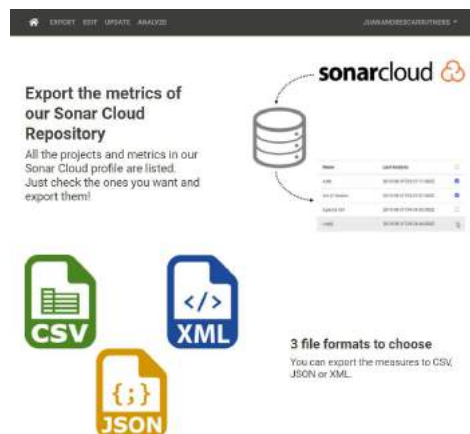 EXPORT EDIT UPDATE ANALYZE
JUANANDRESCARRUTHERS
sonarcloud
Export the metrics of
our Sonar Cloud
Repository
All the projects and metrics in our
Sonar Cloud profile are listed.
Just check the ones you want and
export them!
Name Last Analysis
CSV
XML
JSON
3 file formats to choose
You can export the measures to CSV,
JSON or XML.